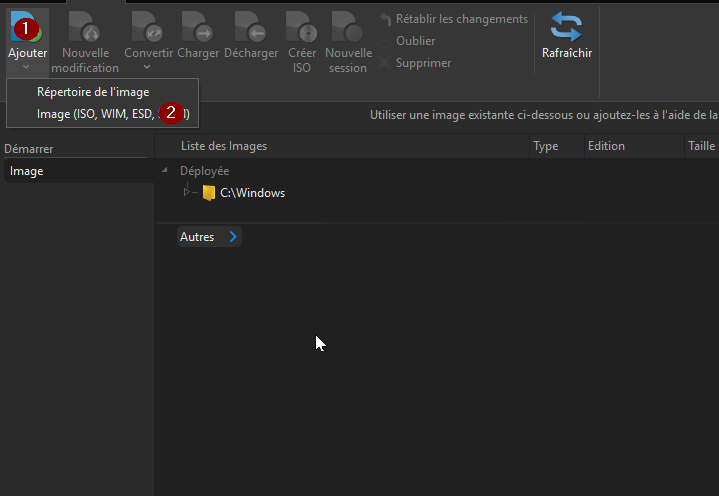 1
Ajouter
Nouvelle modification
Convertir
Charger
Décharger
Créer ISO
Nouvelle session
Rétablir les changements
Oublier
Supprimer
Rafraîchir
Répertoire de l'image
Image (ISO, WIM, ESD, 2)
Utiliser une image existante ci-dessous ou ajoutez-les à l'aide de la
Démarrer
Image
Liste des Images
Type
Edition
Taille
Déployée
C:\Windows
Autres